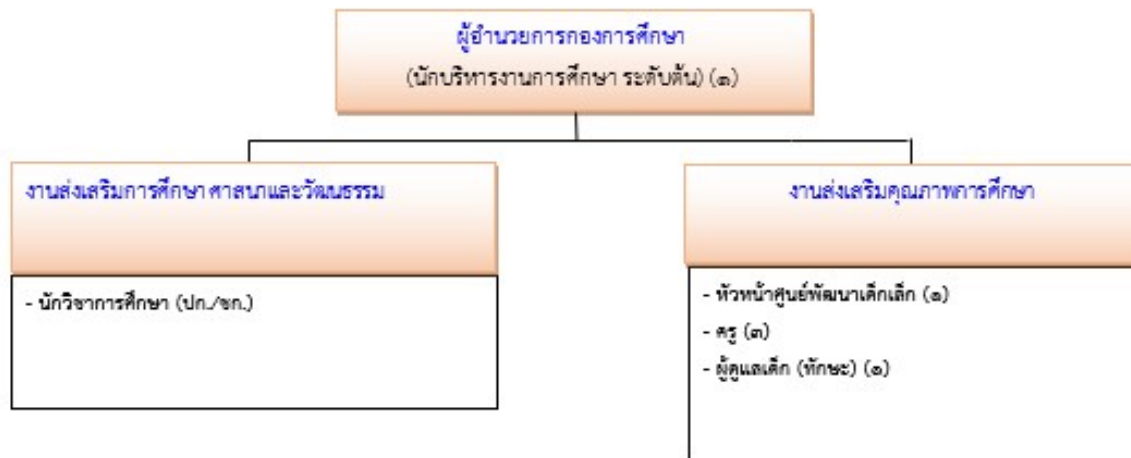 ผู้อำนวยการกองการศึกษา
(นักบริหารงานการศึกษา ระดับต้น) (๑)
งานส่งเสริมการศึกษา ศาสนาและวัฒนธรรม
- นักวิชาการศึกษา (ปก./ชก.)
งานส่งเสริมคุณภาพการศึกษา
- หัวหน้าศูนย์พัฒนาเด็กเล็ก (๑)
- ครู (๓)
- ผู้ดูแลเด็ก (ทักษะ) (๑)